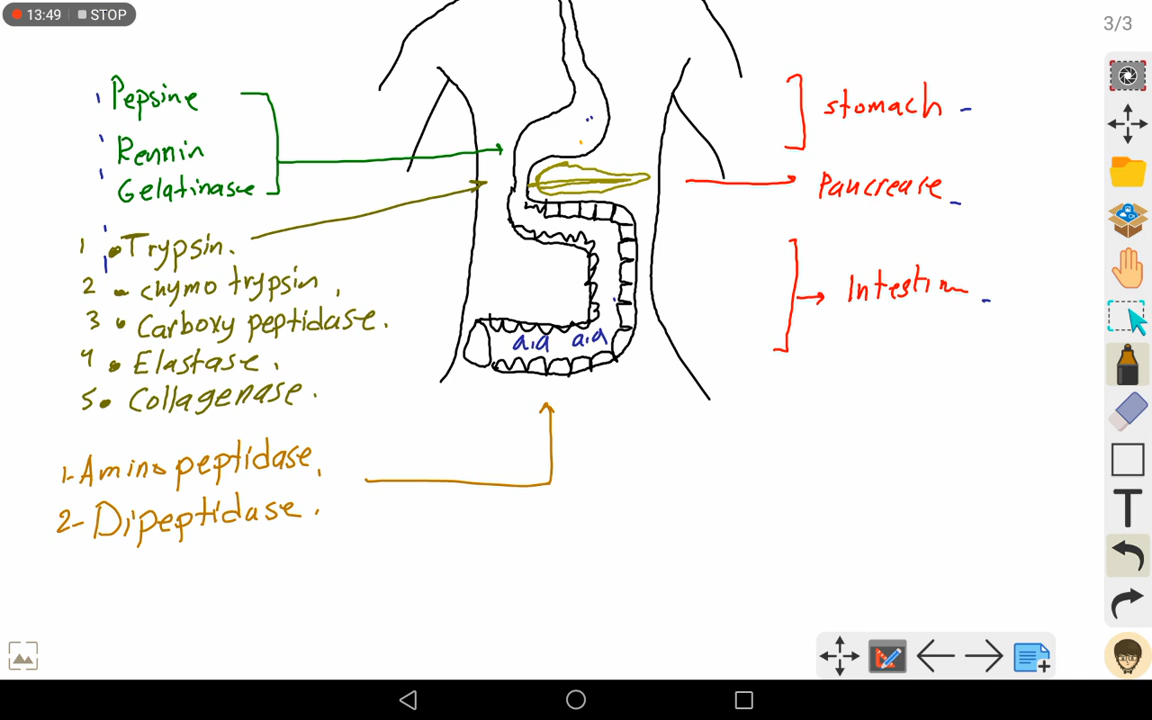 13:49 STOP
3/3
Pepsine
Rennin
Gelatinase
stomach -
Pancrease -
Intestin -
1 • Trypsin.
2 - chymo trypsin,
3 • Carboxy peptidase.
4 • Elastase,
5 • Collagenase.
a.a a.a
1- Amino peptidase,
2- Dipeptidase.
T